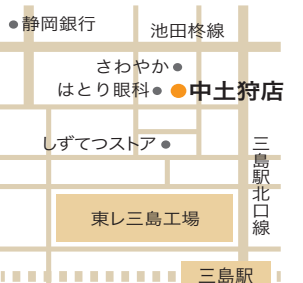 静岡銀行
池田柊線
さわやか
はとり眼科
中土狩店
しずてつストア
三島駅北口線
東レ三島工場
三島駅